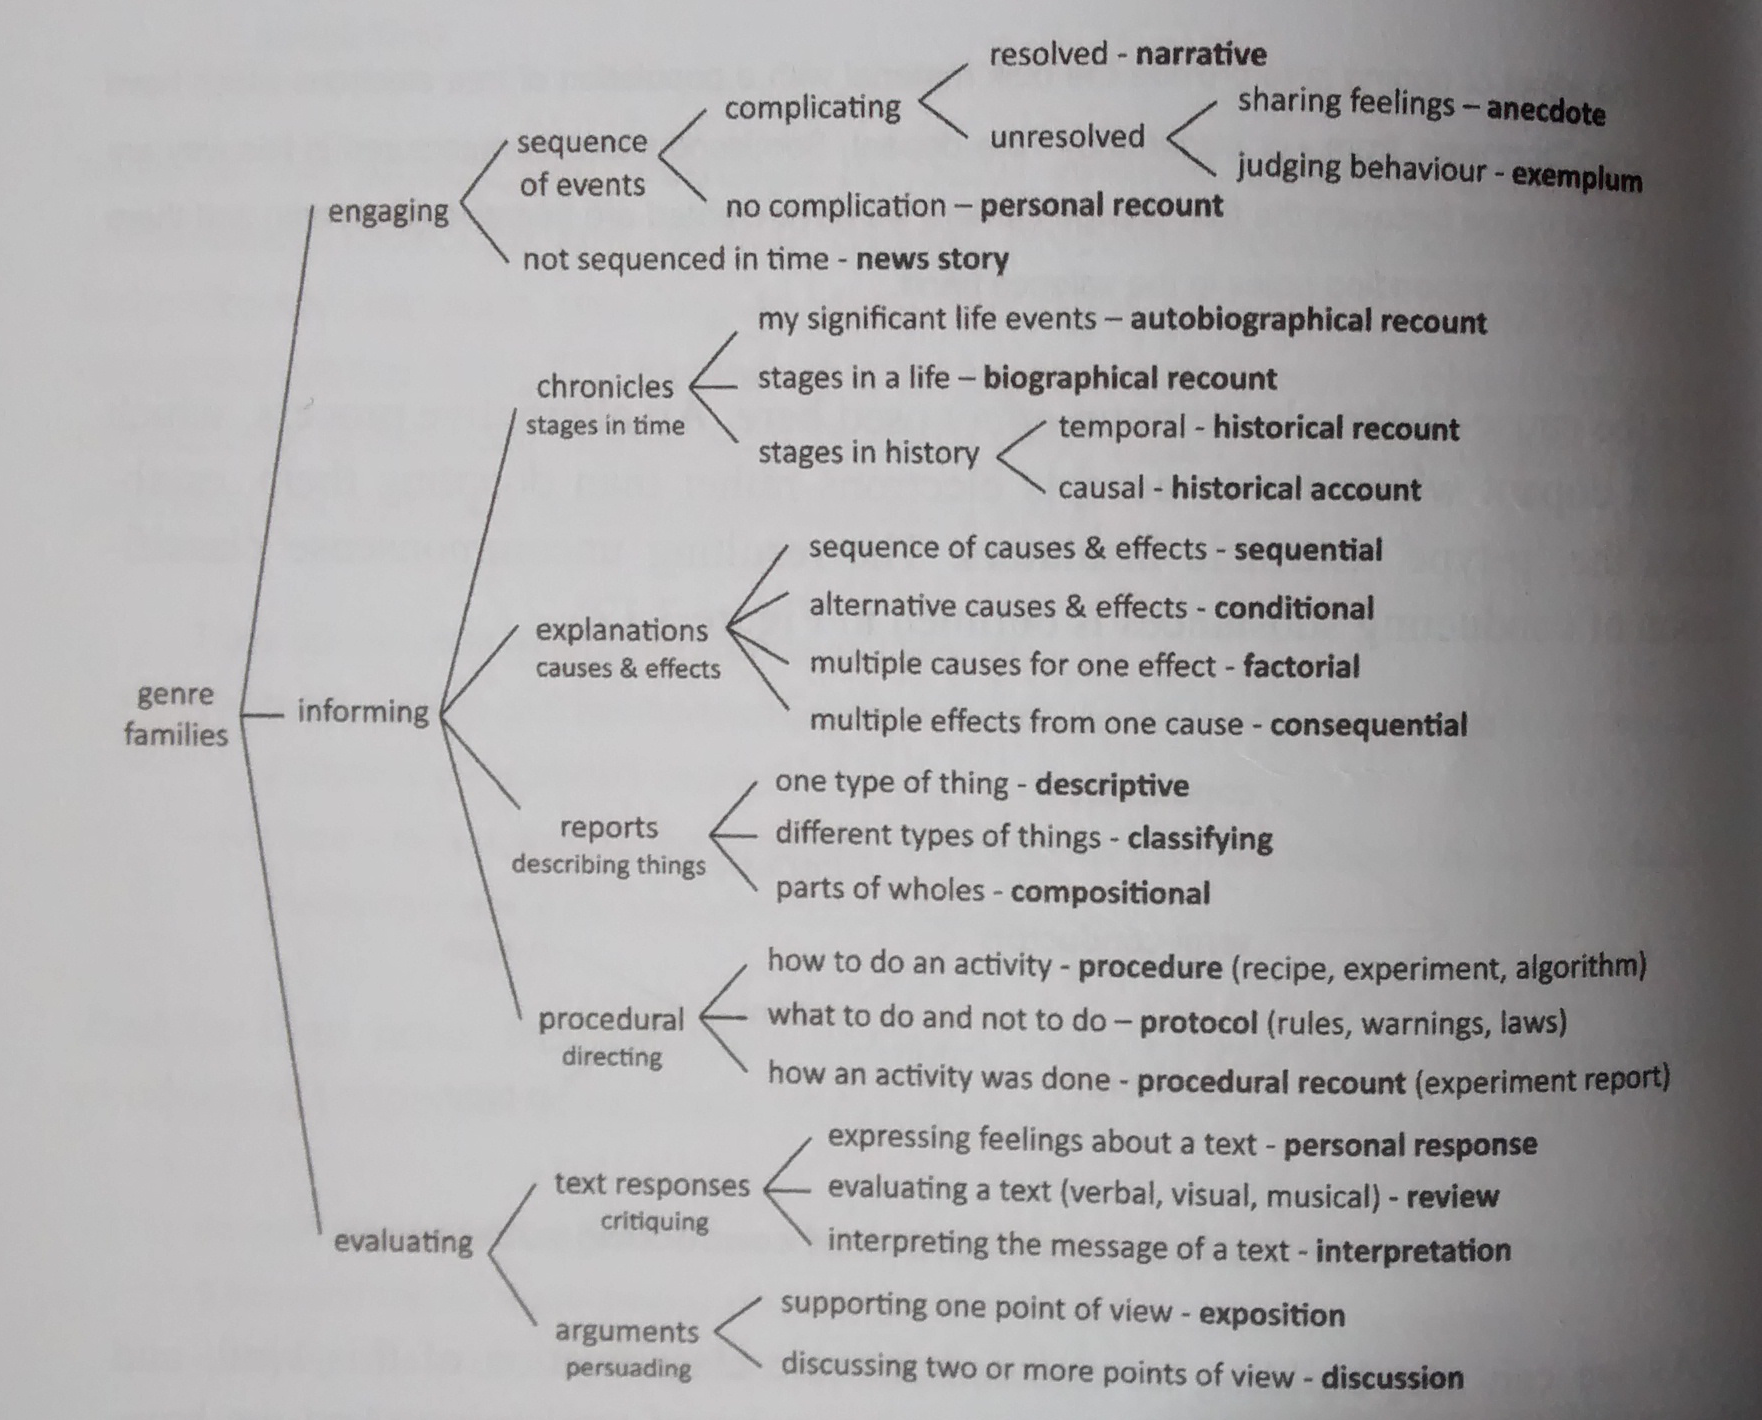 resolved - narrative
complicating
sharing feelings – anecdote
sequence
of events
unresolved
judging behaviour - exemplum
engaging
no complication – personal recount
not sequenced in time - news story
my significant life events – autobiographical recount
chronicles
stages in time
stages in a life – biographical recount
stages in history
temporal - historical recount
causal - historical account
sequence of causes & effects - sequential
alternative causes & effects - conditional
explanations
causes & effects
multiple causes for one effect - factorial
multiple effects from one cause - consequential
genre
families
informing
one type of thing - descriptive
reports
describing things
different types of things - classifying
parts of wholes - compositional
how to do an activity - procedure (recipe, experiment, algorithm)
procedural
directing
what to do and not to do – protocol (rules, warnings, laws)
how an activity was done - procedural recount (experiment report)
expressing feelings about a text - personal response
text responses
critiquing
evaluating a text (verbal, visual, musical) - review
interpreting the message of a text - interpretation
evaluating
supporting one point of view - exposition
arguments
persuading
discussing two or more points of view - discussion